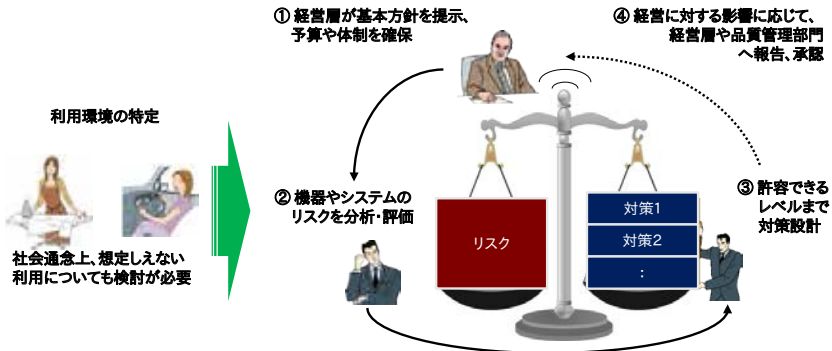 ① 経営層が基本方針を提示、
予算や体制を確保
④ 経営に対する影響に応じて、
経営層や品質管理部門
へ報告、承認
利用環境の特定
② 機器やシステムの
リスクを分析・評価
リスク
対策1
対策2
：
③ 許容できる
レベルまで
対策設計
社会通念上、想定しえない
利用についても検討が必要